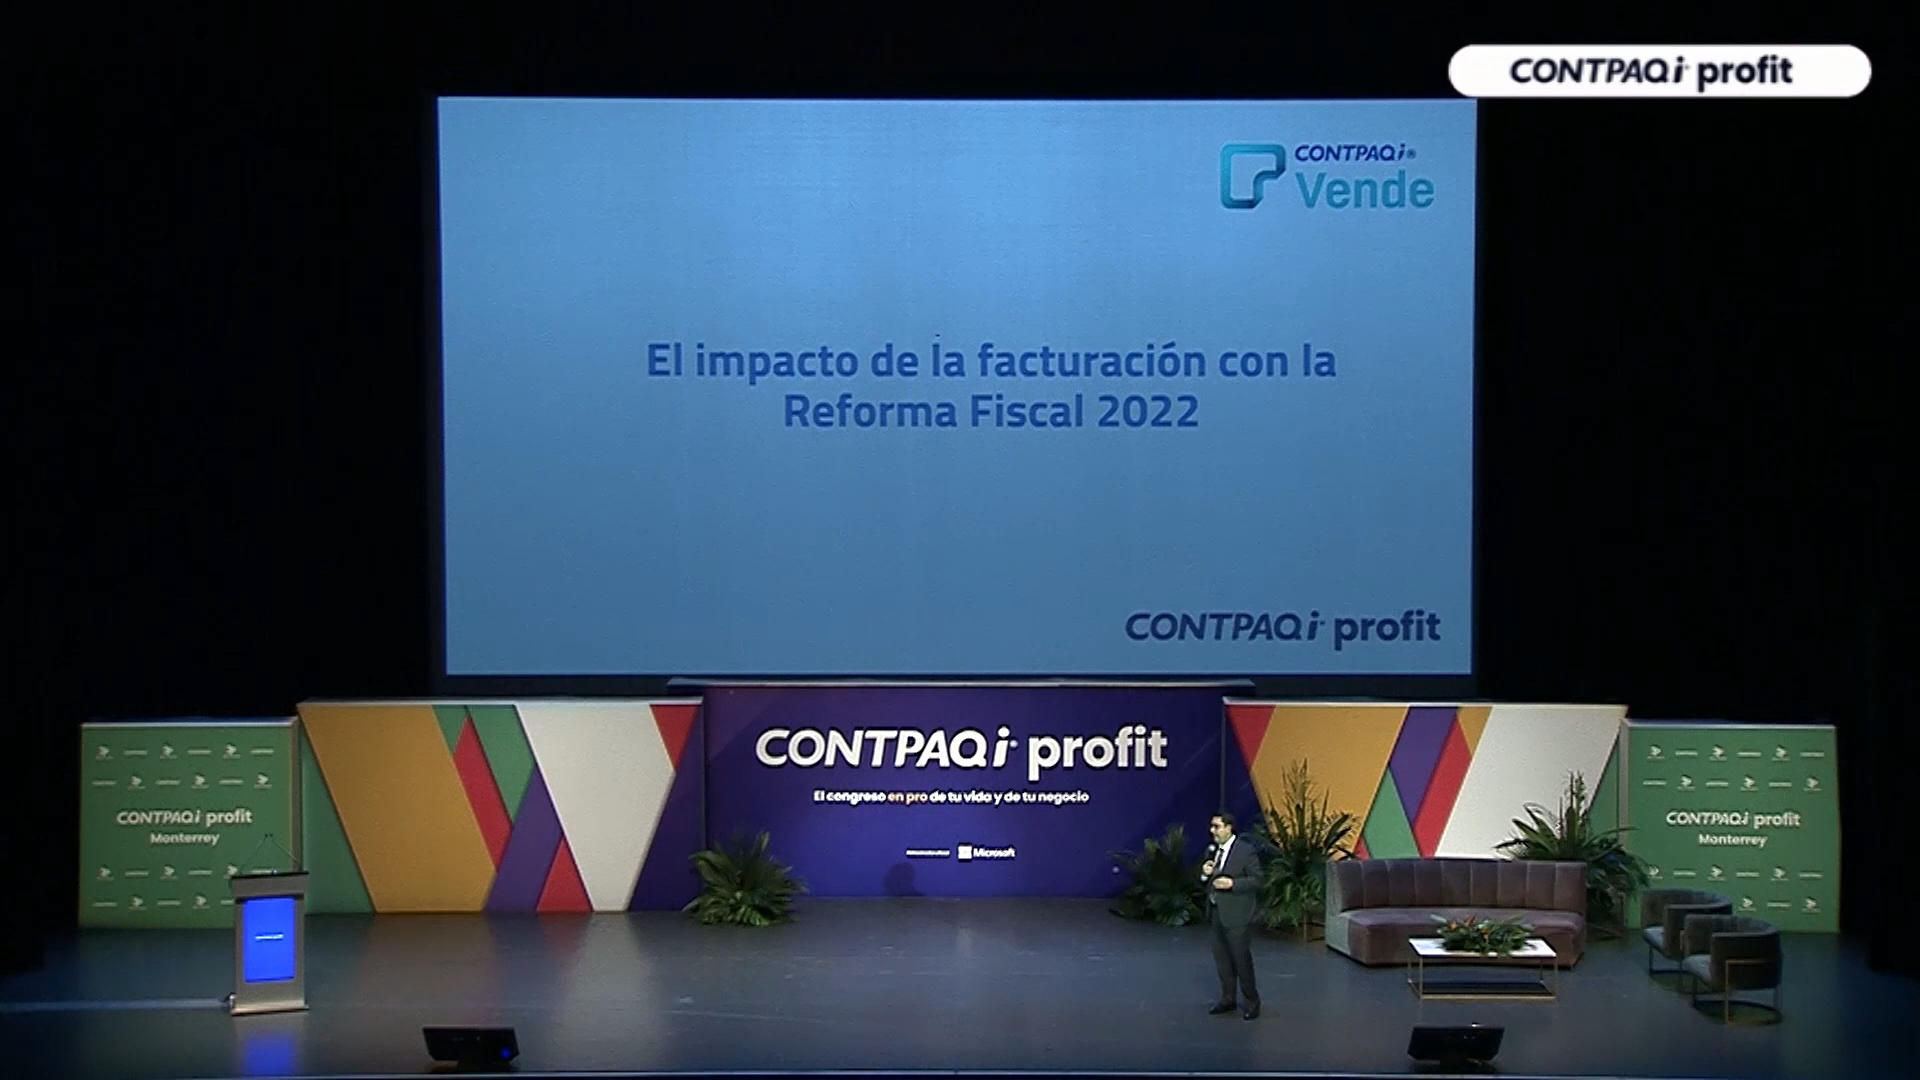 CONTPAQi profit
CONTPAQi®
Vende
El impacto de la facturación con la
Reforma Fiscal 2022
CONTPAQi profit
CONTPAQi profit
El congreso en pro de tu vida y de tu negocio
Microsoft
CONTPAQi profit
Monterrey
CONTPAQi profit
Monterrey